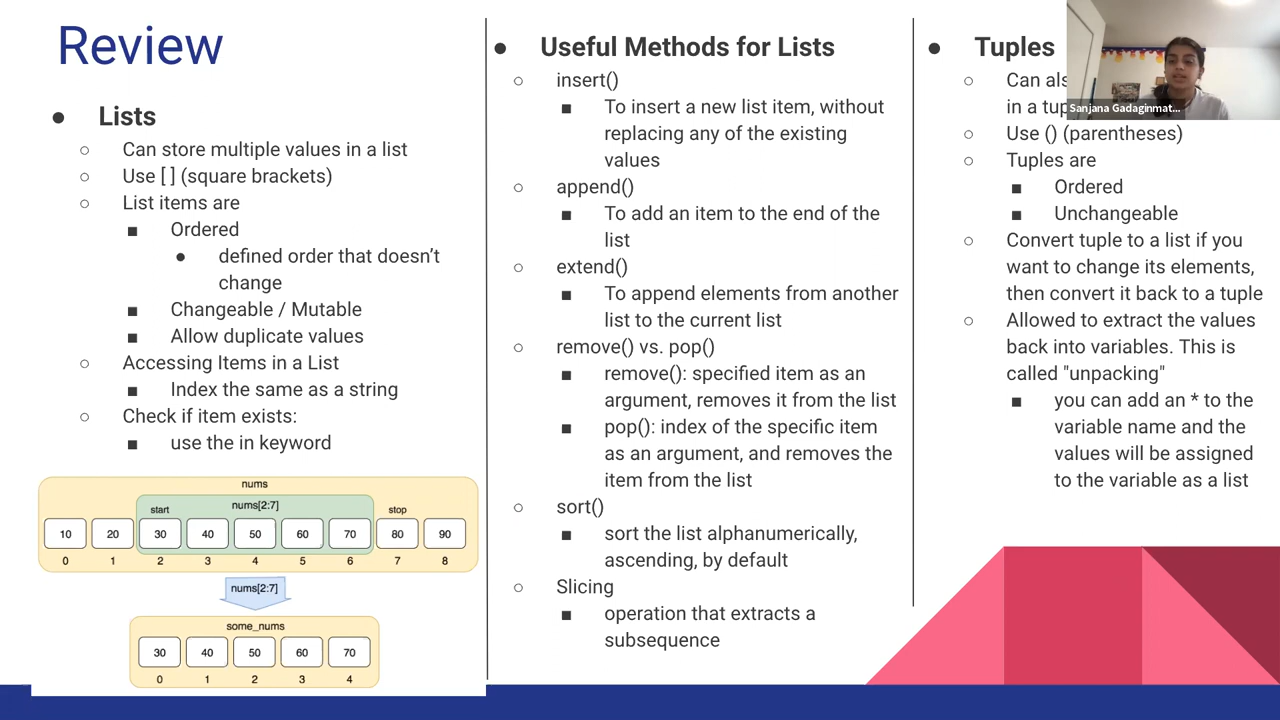 Review
● Lists
○ Can store multiple values in a list
○ Use [ ] (square brackets)
○ List items are
■ Ordered
● defined order that doesn’t
change
■ Changeable / Mutable
■ Allow duplicate values
○ Accessing Items in a List
■ Index the same as a string
○ Check if item exists:
■ use the in keyword
nums
start nums[2:7] stop
10 20 30 40 50 60 70 80 90
0 1 2 3 4 5 6 7 8
nums[2:7]
some_nums
30 40 50 60 70
0 1 2 3 4
● Useful Methods for Lists
○ insert()
■ To insert a new list item, without
replacing any of the existing
values
○ append()
■ To add an item to the end of the
list
○ extend()
■ To append elements from another
list to the current list
○ remove() vs. pop()
■ remove(): specified item as an
argument, removes it from the list
■ pop(): index of the specific item
as an argument, and removes the
item from the list
○ sort()
■ sort the list alphanumerically,
ascending, by default
○ Slicing
■ operation that extracts a
subsequence
● Tuples
○ Can
in a
○ Use () (parentheses)
○ Tuples are
■ Ordered
■ Unchangeable
○ Convert tuple to a list if you
want to change its elements,
then convert it back to a tuple
○ Allowed to extract the values
back into variables. This is
called "unpacking"
■ you can add an * to the
variable name and the
values will be assigned
to the variable as a list
Sanjana Gadaginmat...